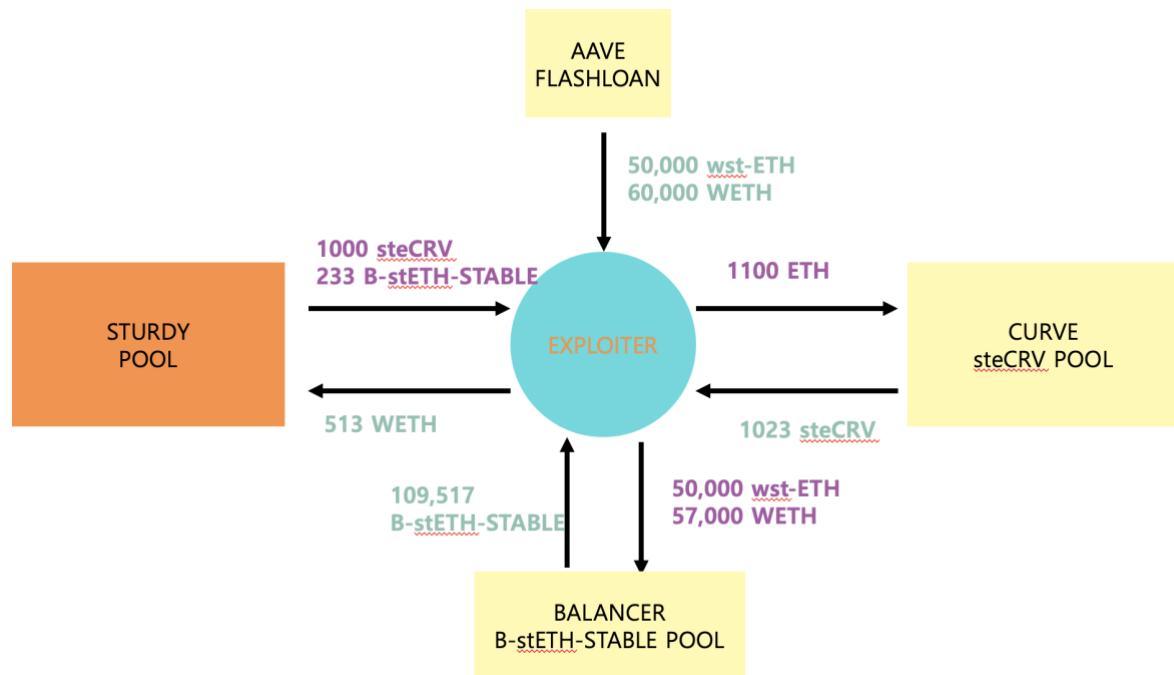 AAVE
FLASHLOAN
50,000 wst-ETH
60,000 WETH
1000 steCRV
233 B-stETH-STABLE
1100 ETH
STURDY
POOL
EXPLOITER
CURVE
steCRV POOL
513 WETH
1023 steCRV
109,517
B-stETH-STABLE
50,000 wst-ETH
57,000 WETH
BALANCER
B-stETH-STABLE POOL